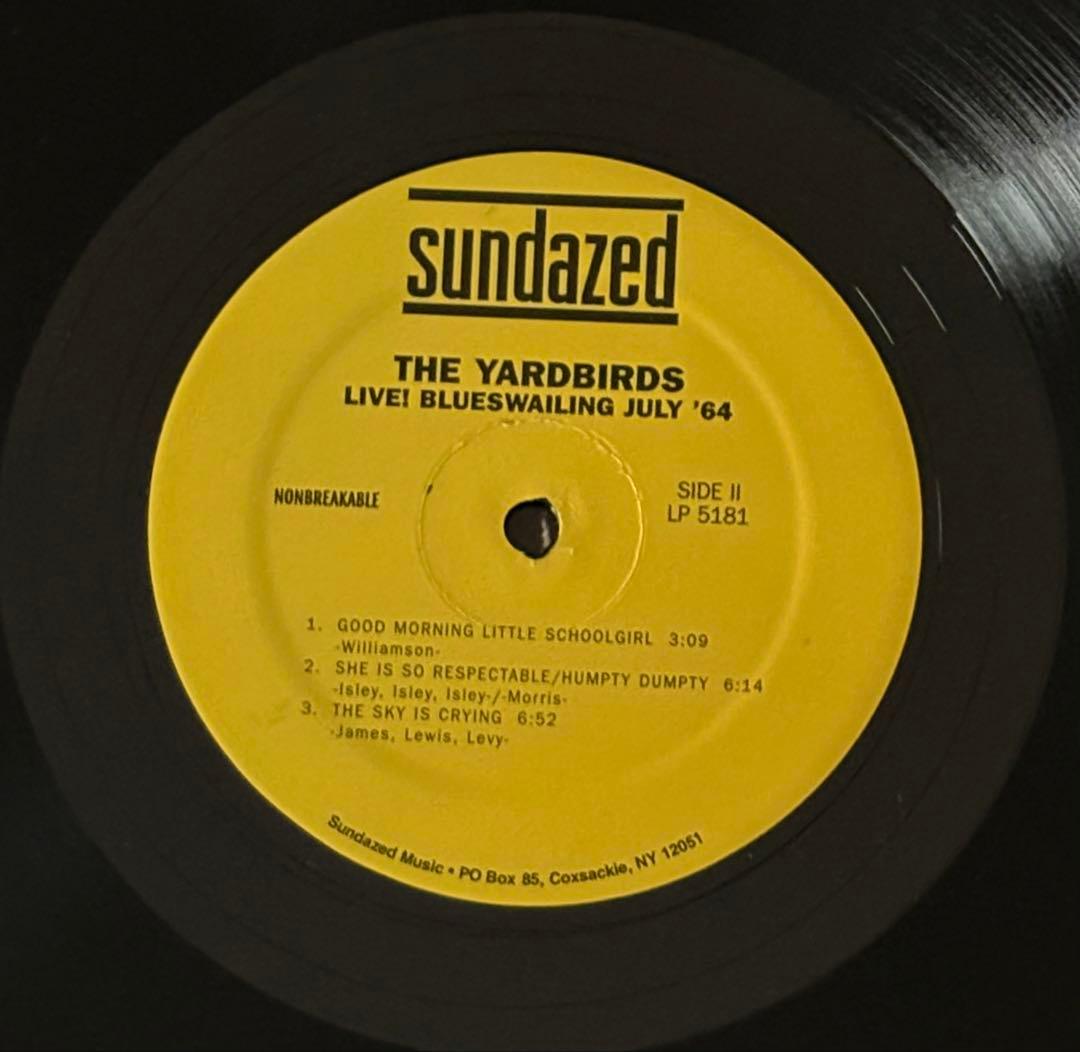 sundazed
THE YARDBIRDS
LIVE! BLUESWAILING JULY '64
NONBREAKABLE
SIDE II
LP 5181
1. GOOD MORNING LITTLE SCHOOLGIRL 3:09
-Williamson-
2. SHE IS SO RESPECTABLE/HUMPTY DUMPTY 6:14
-Isley, Isley, Isley-/-Morris-
3. THE SKY IS CRYING 6:52
-James, Lewis, Levy-
Sundazed Music • PO Box 85, Coxsackie, NY 12051